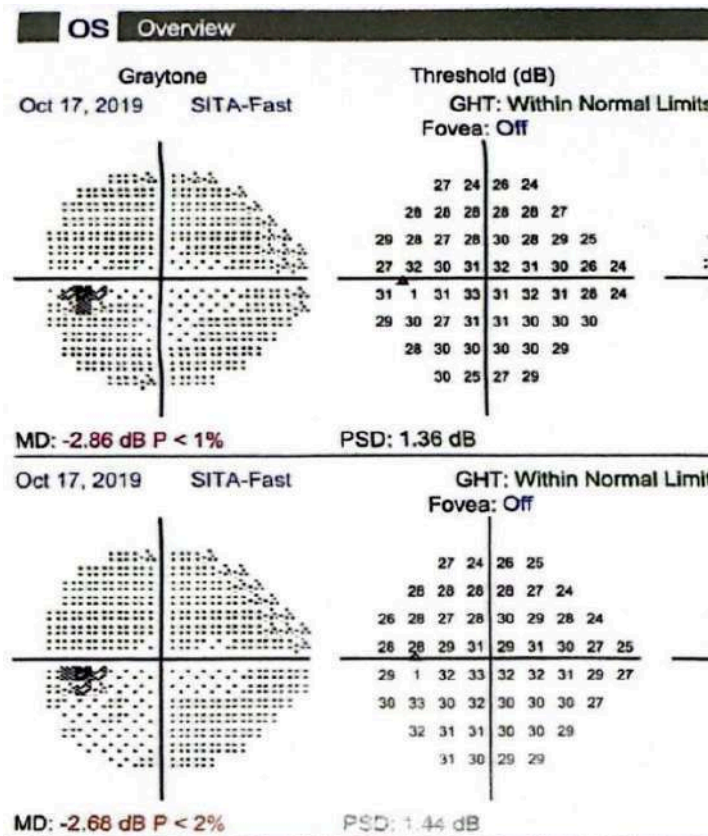 OS Overview
Graytone Threshold (dB)
Oct 17, 2019 SITA-Fast GHT: Within Normal Limits
Fovea: Off
27 24 26 24
28 28 28 28 28 27
29 28 27 28 30 28 29 25
27 32 30 31 32 31 30 26 24
31 1 31 33 31 32 31 28 24
29 30 27 31 31 30 30 30
28 30 30 30 30 29
30 25 27 29
MD: -2.86 dB P < 1% PSD: 1.36 dB
Oct 17, 2019 SITA-Fast GHT: Within Normal Limit
Fovea: Off
27 24 26 25
28 28 28 28 27 24
26 28 27 28 30 29 28 24
28 28 29 31 29 31 30 27 25
29 1 32 33 32 32 31 29 27
30 33 30 32 30 30 30 27
32 31 31 30 30 29
31 30 29 29
MD: -2.68 dB P < 2% PSD: 1.44 dB